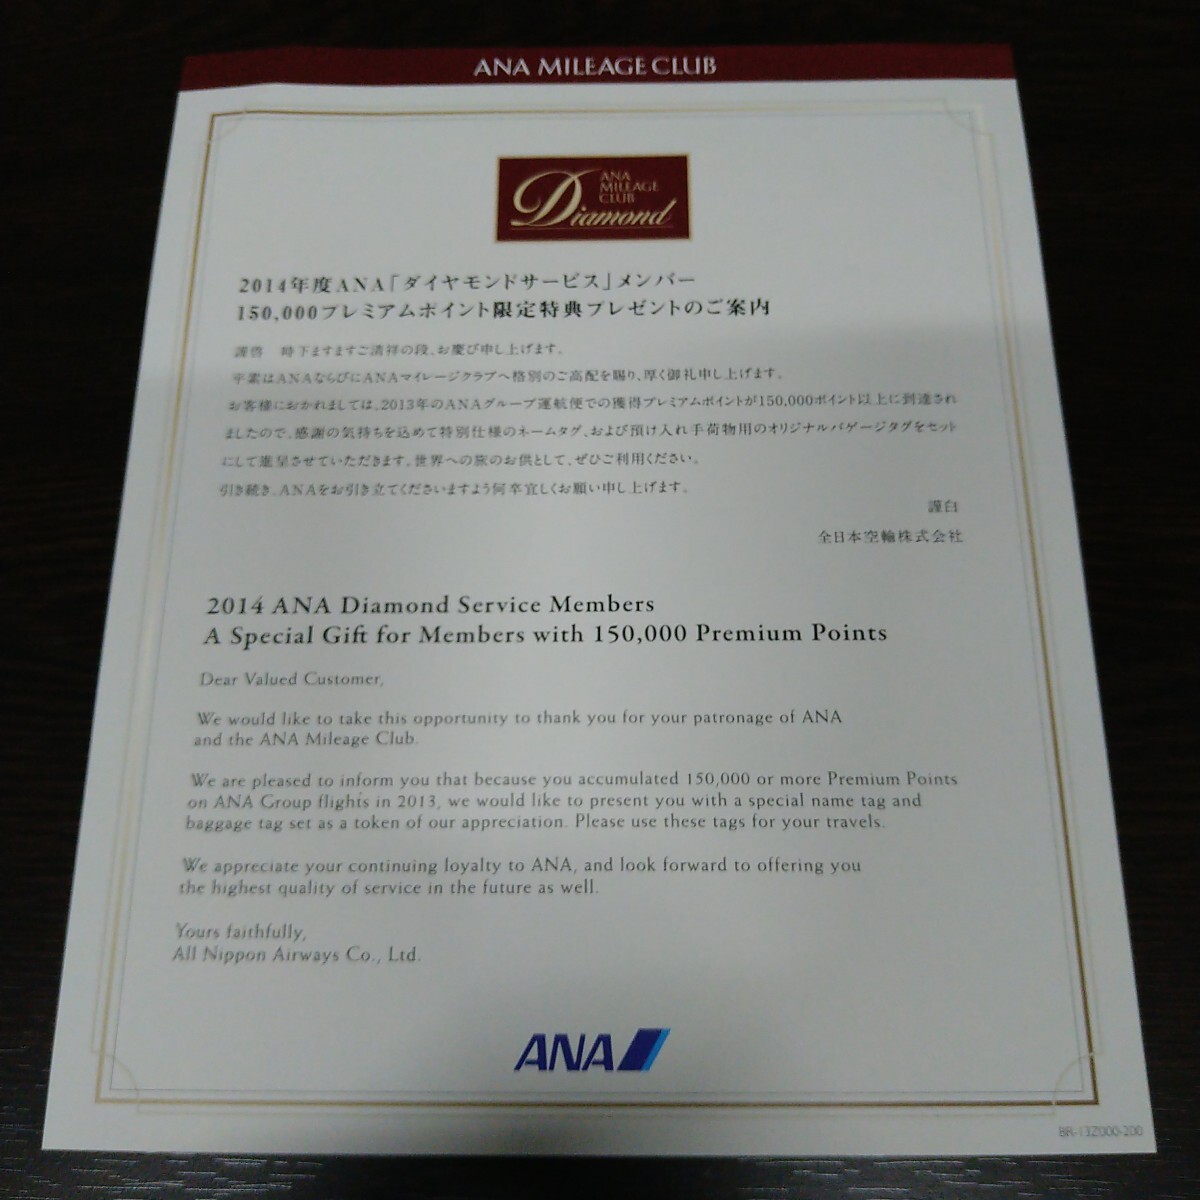 ANA MILEAGE CLUB
ANA
MILEAGE
CLUB
Diamond
2014年度ANA「ダイヤモンドサービス」メンバー
150,000プレミアムポイント限定特典プレゼントのご案内
謹啓　時下ますますご清祥の段、お慶び申し上げます。
平素はANAならびにANAマイレージクラブへ格別のご高配を賜り、厚く御礼申し上げます。
お客様におかれましては、2013年のANAグループ運航便での獲得プレミアムポイントが150,000ポイント以上に到達され
ましたので、感謝の気持ちを込めて特別仕様のネームタグ、および預け入れ手荷物用のオリジナルバゲージタグをセット
にして進呈させていただきます。世界への旅のお供として、ぜひご利用ください。
引き続き、ANAをお引き立てくださいますよう何卒宜しくお願い申し上げます。
謹白
全日本空輸株式会社
2014 ANA Diamond Service Members
A Special Gift for Members with 150,000 Premium Points
Dear Valued Customer,
We would like to take this opportunity to thank you for your patronage of ANA
and the ANA Mileage Club.
We are pleased to inform you that because you accumulated 150,000 or more Premium Points
on ANA Group flights in 2013, we would like to present you with a special name tag and
baggage tag set as a token of our appreciation. Please use these tags for your travels.
We appreciate your continuing loyalty to ANA, and look forward to offering you
the highest quality of service in the future as well.
Yours faithfully,
All Nippon Airways Co., Ltd.
ANA
BR-13Z000-200